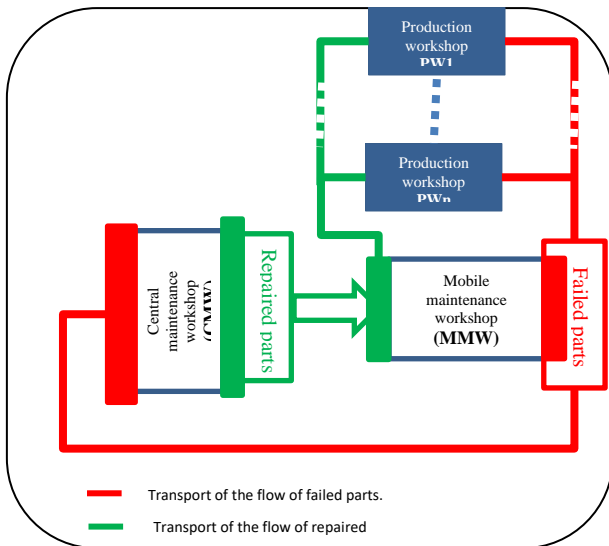 Production
workshop
PW1
Production
workshop
PWn
Central
maintenance
workshop
(CMW)
Repaired parts
Mobile
maintenance
workshop
(MMW)
Failed parts
Transport of the flow of failed parts.
Transport of the flow of repaired